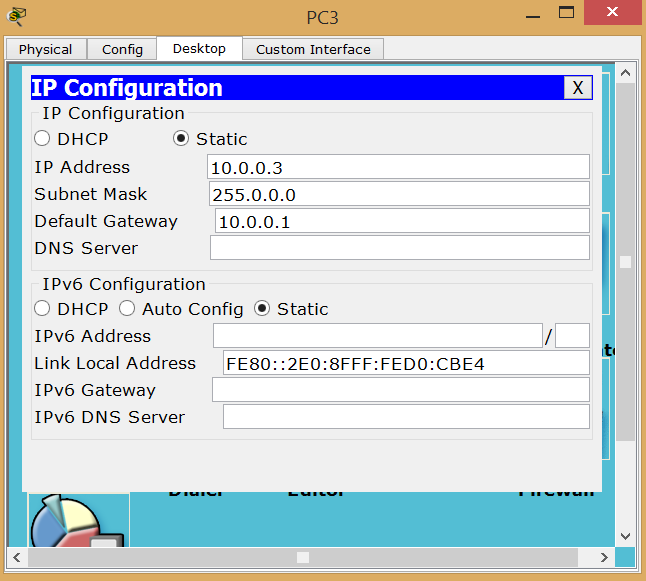 PC3
Physical Config Desktop Custom Interface
IP Configuration X
IP Configuration
DHCP Static
IP Address 10.0.0.3
Subnet Mask 255.0.0.0
Default Gateway 10.0.0.1
DNS Server
IPv6 Configuration
DHCP Auto Config Static
IPv6 Address /
Link Local Address FE80::2E0:8FFF:FED0:CBE4
IPv6 Gateway
IPv6 DNS Server
Dialer Editor Firewall